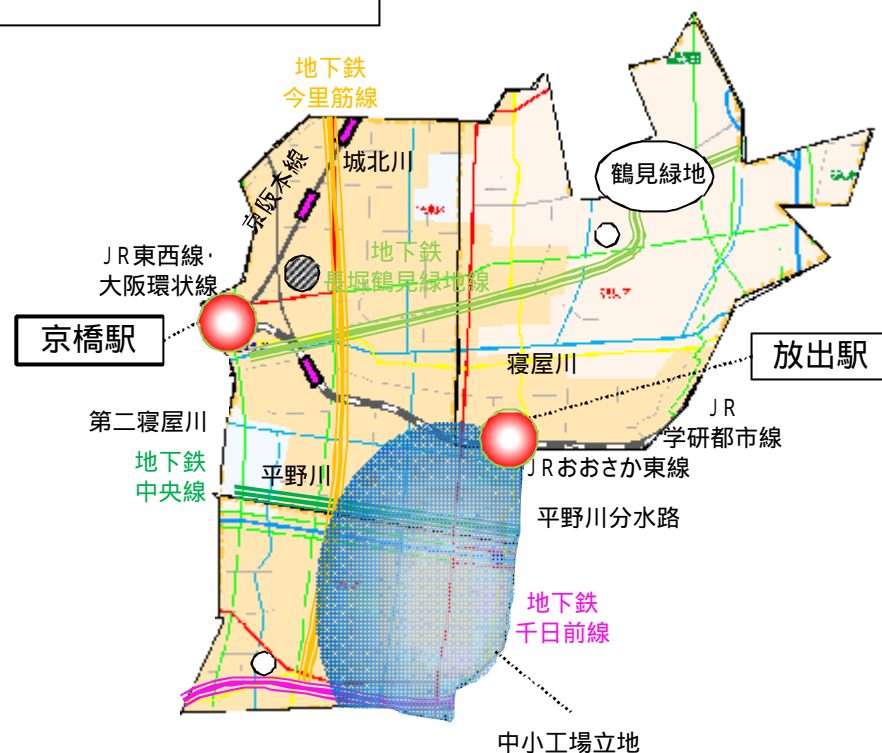 地下鉄
今里筋線
京阪本線
城北川
鶴見緑地
JR東西線・
大阪環状線
地下鉄
長堀鶴見緑地線
京橋駅
寝屋川
放出駅
第二寝屋川
JR
学研都市線
地下鉄
中央線
平野川
JRおおさか東線
平野川分水路
地下鉄
千日前線
中小工場立地